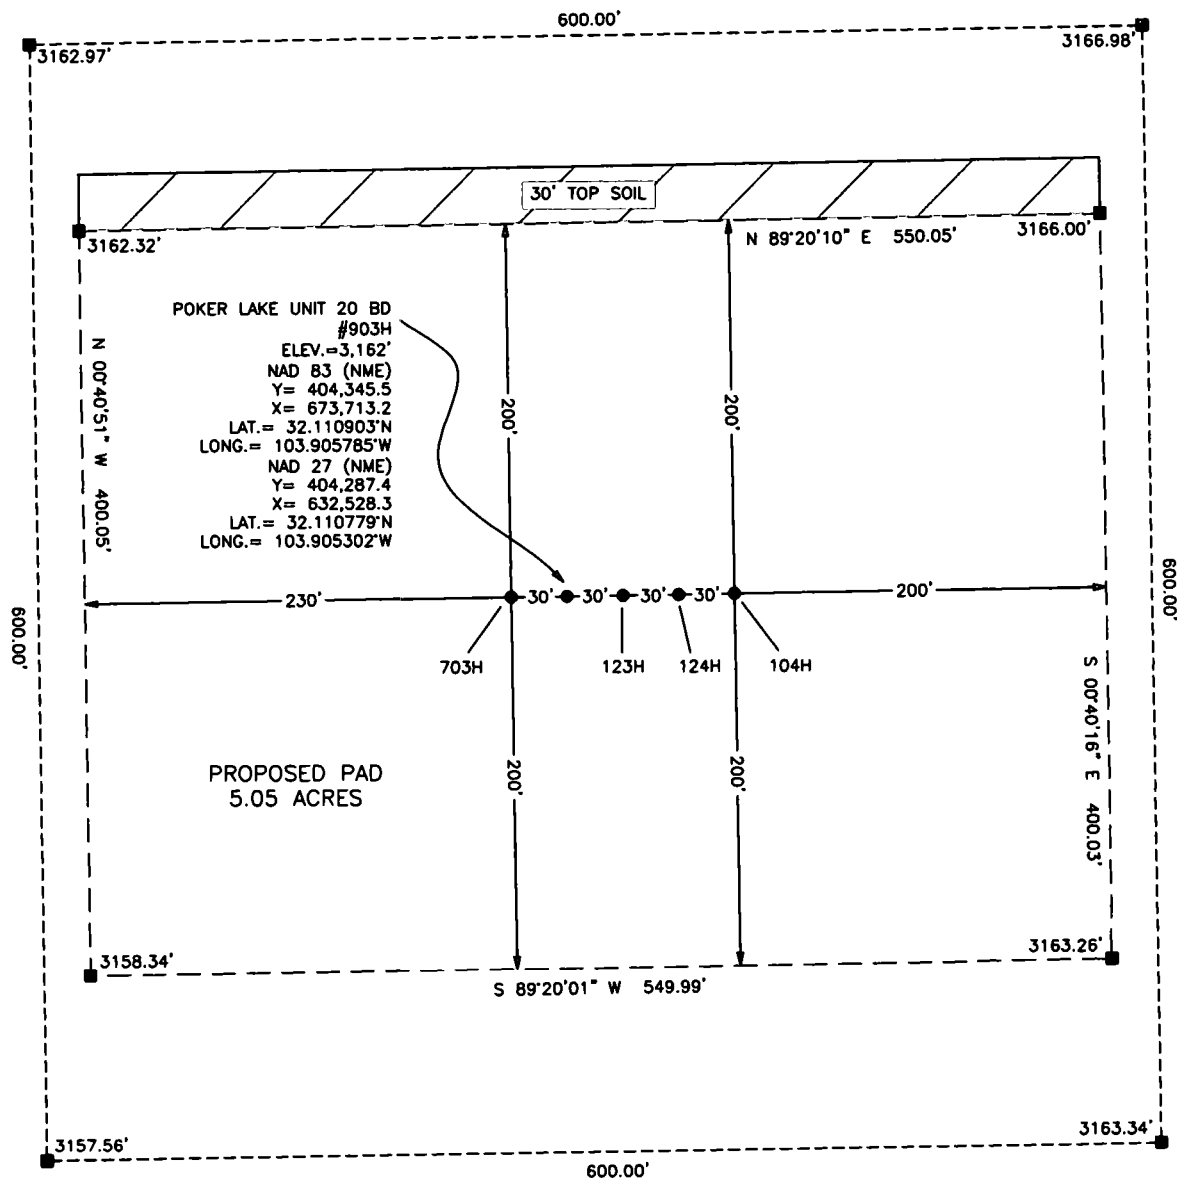 600.00'
3162.97'
3166.98'
30' TOP SOIL
3162.32'
N 89°20'10" E 550.05'
3166.00'
POKER LAKE UNIT 20 BD
#903H
ELEV.=3,162'
NAD 83 (NME)
Y= 404,345.5
X= 673,713.2
LAT.= 32.110903°N
LONG.= 103.905785°W
NAD 27 (NME)
Y= 404,287.4
X= 632,528.3
LAT.= 32.110779°N
LONG.= 103.905302°W
N 00°40'51" W 400.05'
200'
200'
600.00'
600.00'
230'
30'
30'
30'
30'
200'
703H
123H
124H
104H
S 00°40'16" E 400.03'
200'
200'
PROPOSED PAD
5.05 ACRES
3158.34'
3163.26'
S 89°20'01" W 549.99'
3157.56'
3163.34'
600.00'